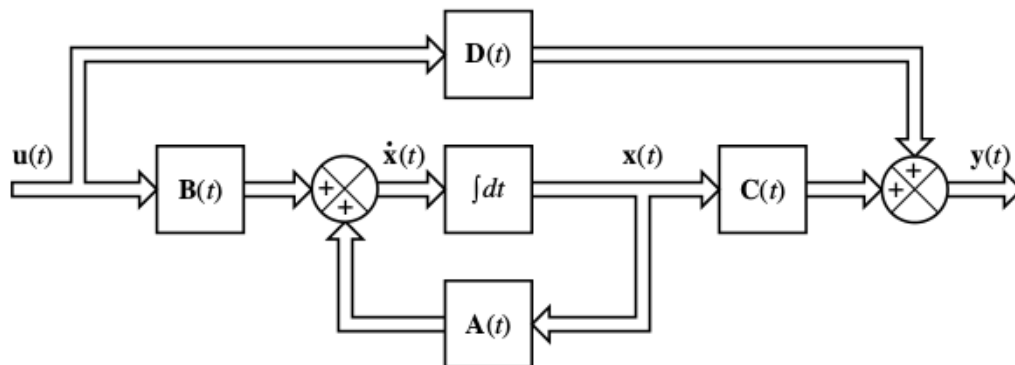 D(t)
u(t)
B(t)
+
+
ẋ(t)
∫dt
x(t)
C(t)
+
+
y(t)
A(t)